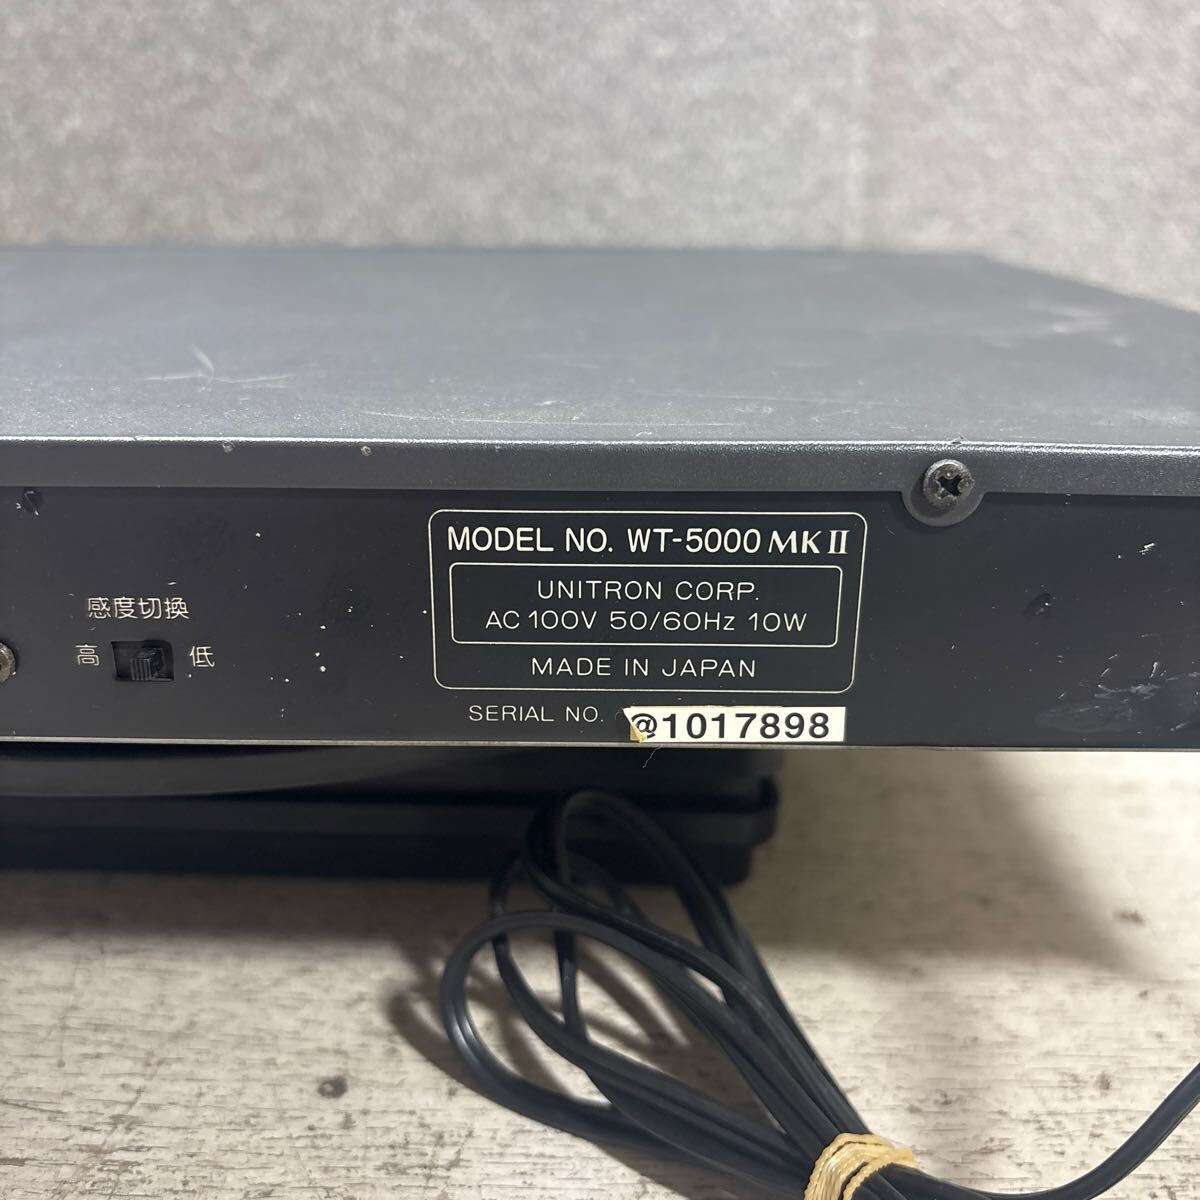 感度切換
高 低
MODEL NO. WT-5000 MKII
UNITRON CORP.
AC 100V 50/60Hz 10W
MADE IN JAPAN
SERIAL NO. @1017898